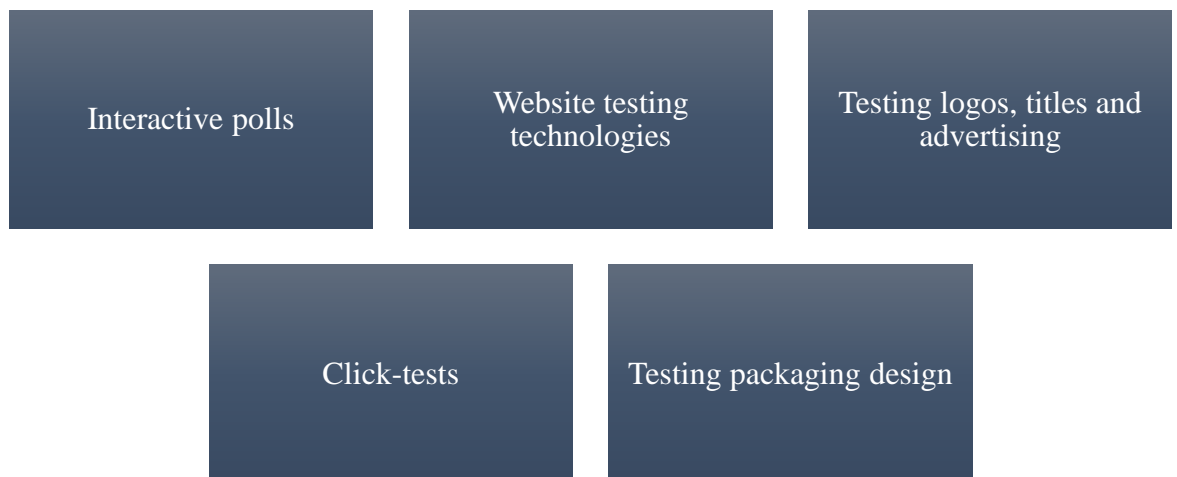 Interactive polls
Website testing
technologies
Testing logos, titles and
advertising
Click-tests
Testing packaging design